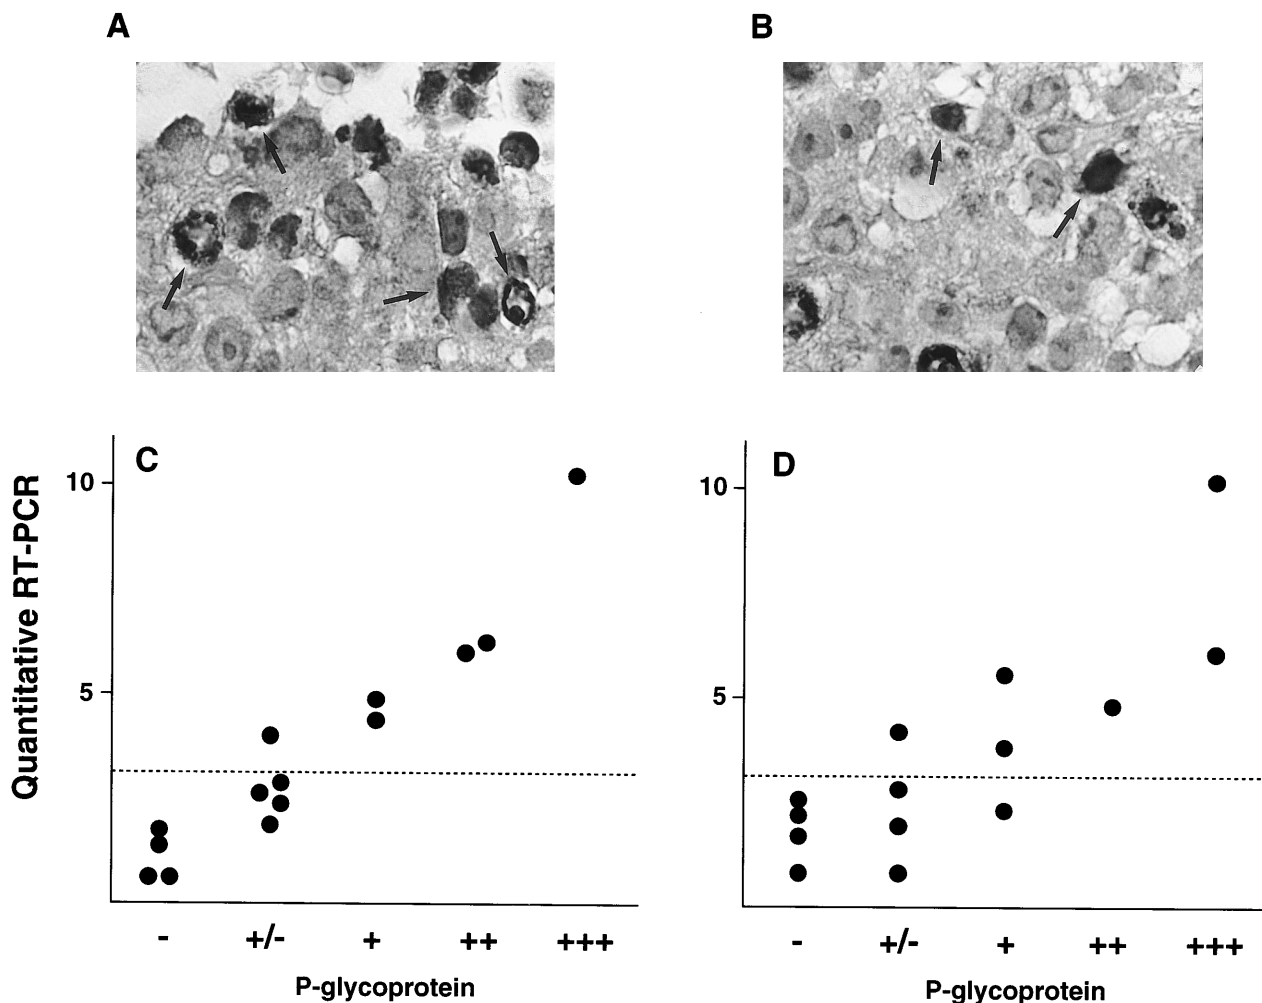 A
B
C
D
Quantitative RT-PCR
10
5
10
5
- +/- + ++ +++
- +/- + ++ +++
P-glycoprotein
P-glycoprotein